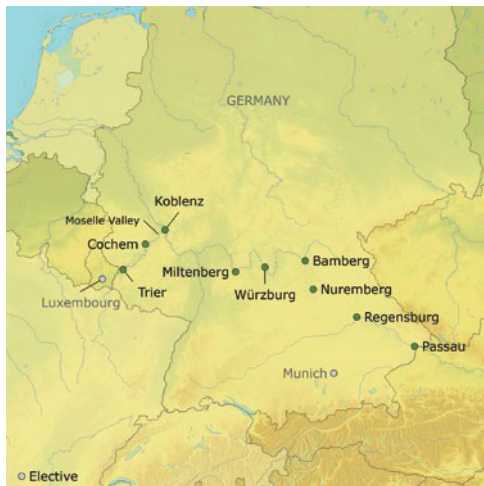 GERMANY
Koblenz
Moselle Valley
Cochem
Bamberg
Miltenberg
Trier
Würzburg
Nuremberg
Luxembourg
Regensburg
Passau
Munich
Elective